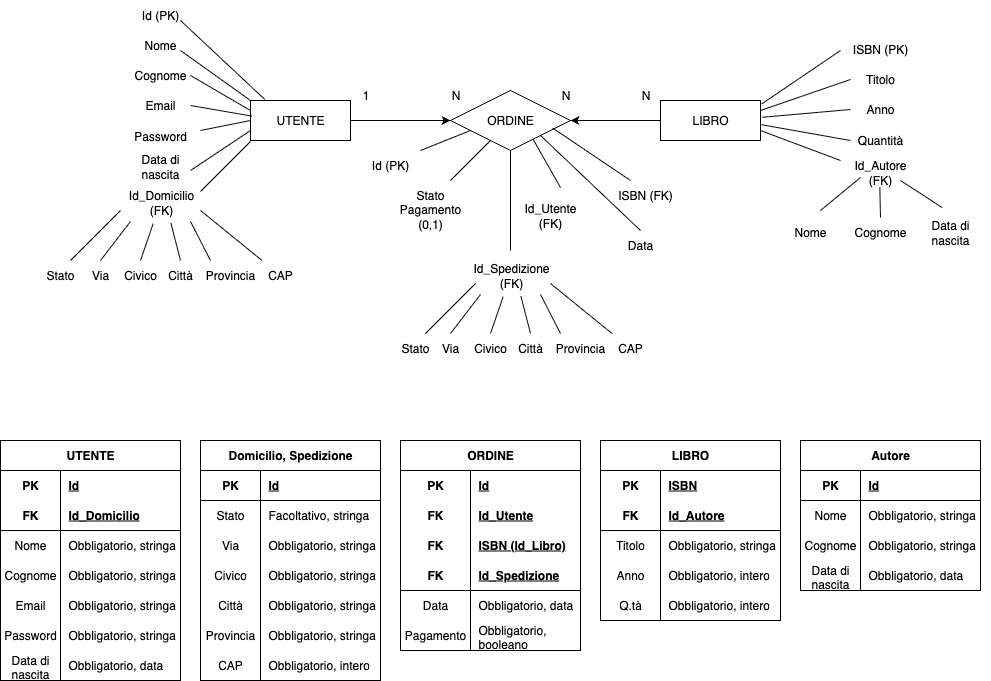 Id (PK)
Nome
Cognome
Email
Password
Data di
nascita
Id_Domicilio
(FK)
Stato
Via
Civico
Città
Provincia
CAP
UTENTE
1
N
ORDINE
N
N
LIBRO
Id (PK)
Stato
Pagamento
(0,1)
Id_Spedizione
(FK)
Stato
Via
Civico
Città
Provincia
CAP
Id_Utente
(FK)
Data
ISBN (FK)
ISBN (PK)
Titolo
Anno
Quantità
Id_Autore
(FK)
Nome
Cognome
Data di
nascita
UTENTE
PK Id
FK Id_Domicilio
Nome Obbligatorio, stringa
Cognome Obbligatorio, stringa
Email Obbligatorio, stringa
Password Obbligatorio, stringa
Data di
nascita
Obbligatorio, data
Domicilio, Spedizione
PK Id
Stato Facoltativo, stringa
Via Obbligatorio, stringa
Civico Obbligatorio, stringa
Città Obbligatorio, stringa
Provincia Obbligatorio, stringa
CAP Obbligatorio, intero
ORDINE
PK Id
FK Id_Utente
FK ISBN (Id_Libro)
FK Id_Spedizione
Data Obbligatorio, data
Pagamento Obbligatorio,
booleano
LIBRO
PK ISBN
FK Id_Autore
Titolo Obbligatorio, stringa
Anno Obbligatorio, intero
Q.tà Obbligatorio, intero
Autore
PK Id
Nome Obbligatorio, stringa
Cognome Obbligatorio, stringa
Data di
nascita
Obbligatorio, data